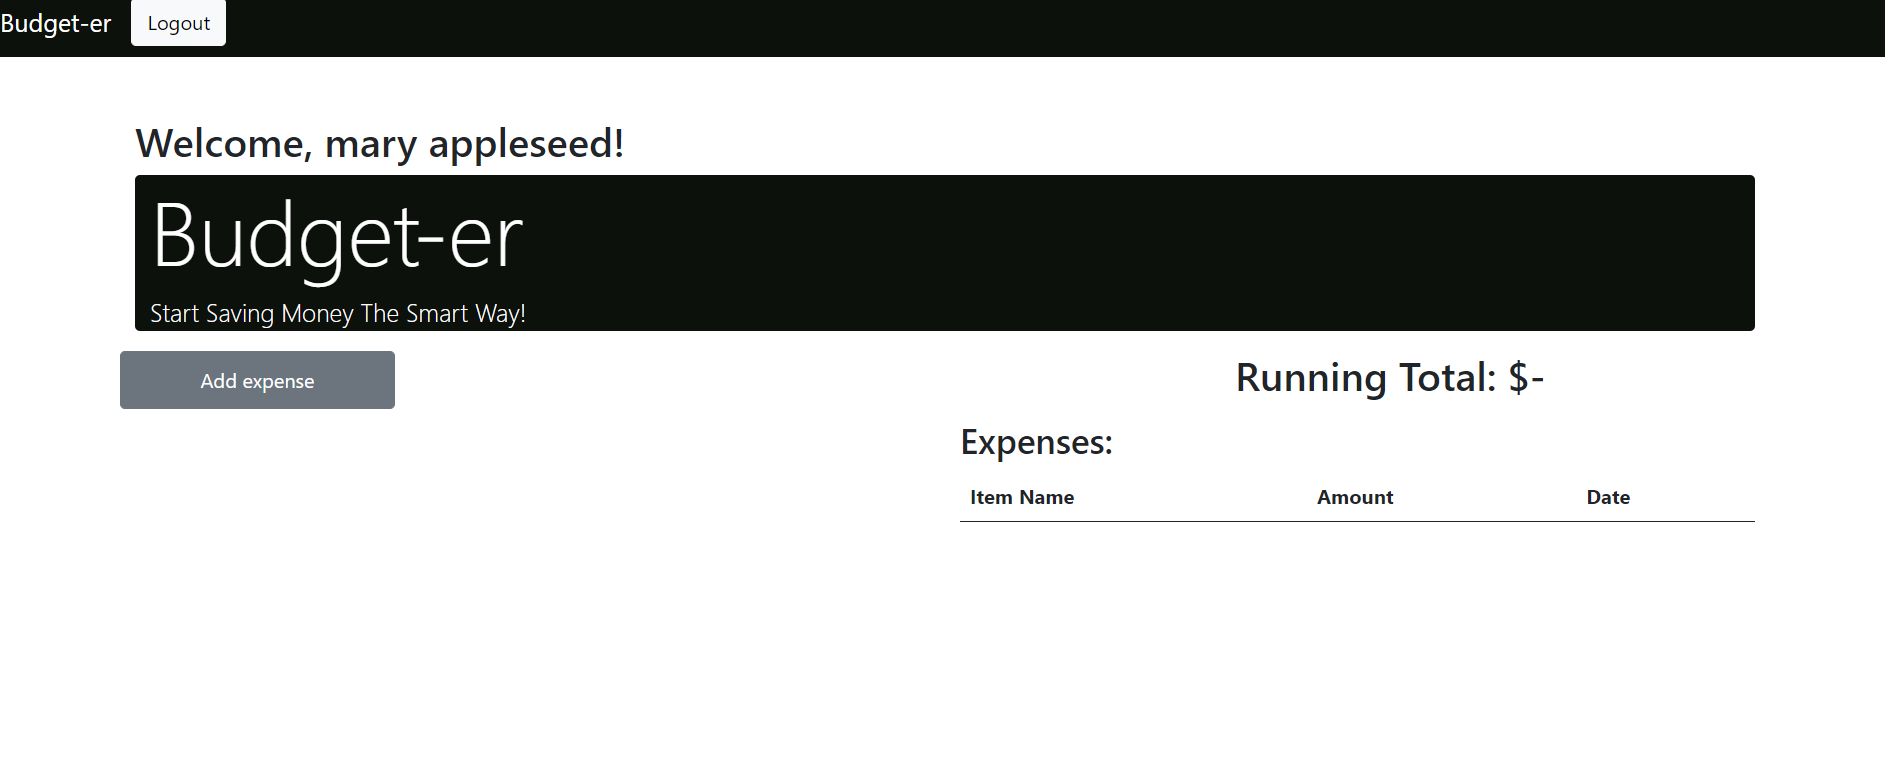 Budget-er Logout
Welcome, mary appleseed!
Budget-er
Start Saving Money The Smart Way!
Add expense
Running Total: $-
Expenses:
Item Name Amount Date